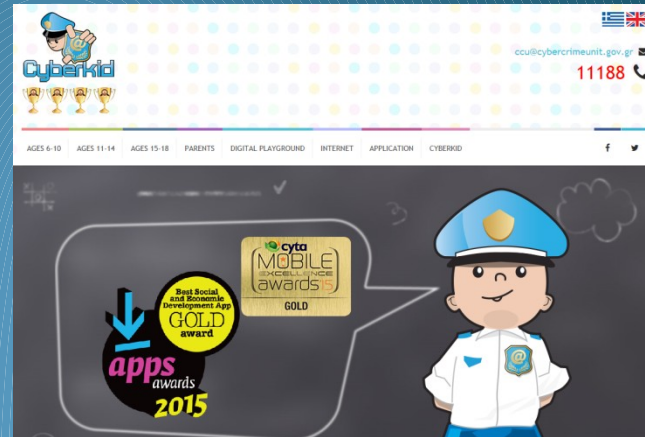 Cyberkid
ccu@cybercrimeunit.gov.gr
11188
AGES 6-10 AGES 11-14 AGES 15-18 PARENTS DIGITAL PLAYGROUND INTERNET APPLICATION CYBERKID
cyta
MOBILE
EXCELLENCE
awards15
GOLD
Best Social
and Economic
Development App
GOLD
award
apps
awards
2015
@